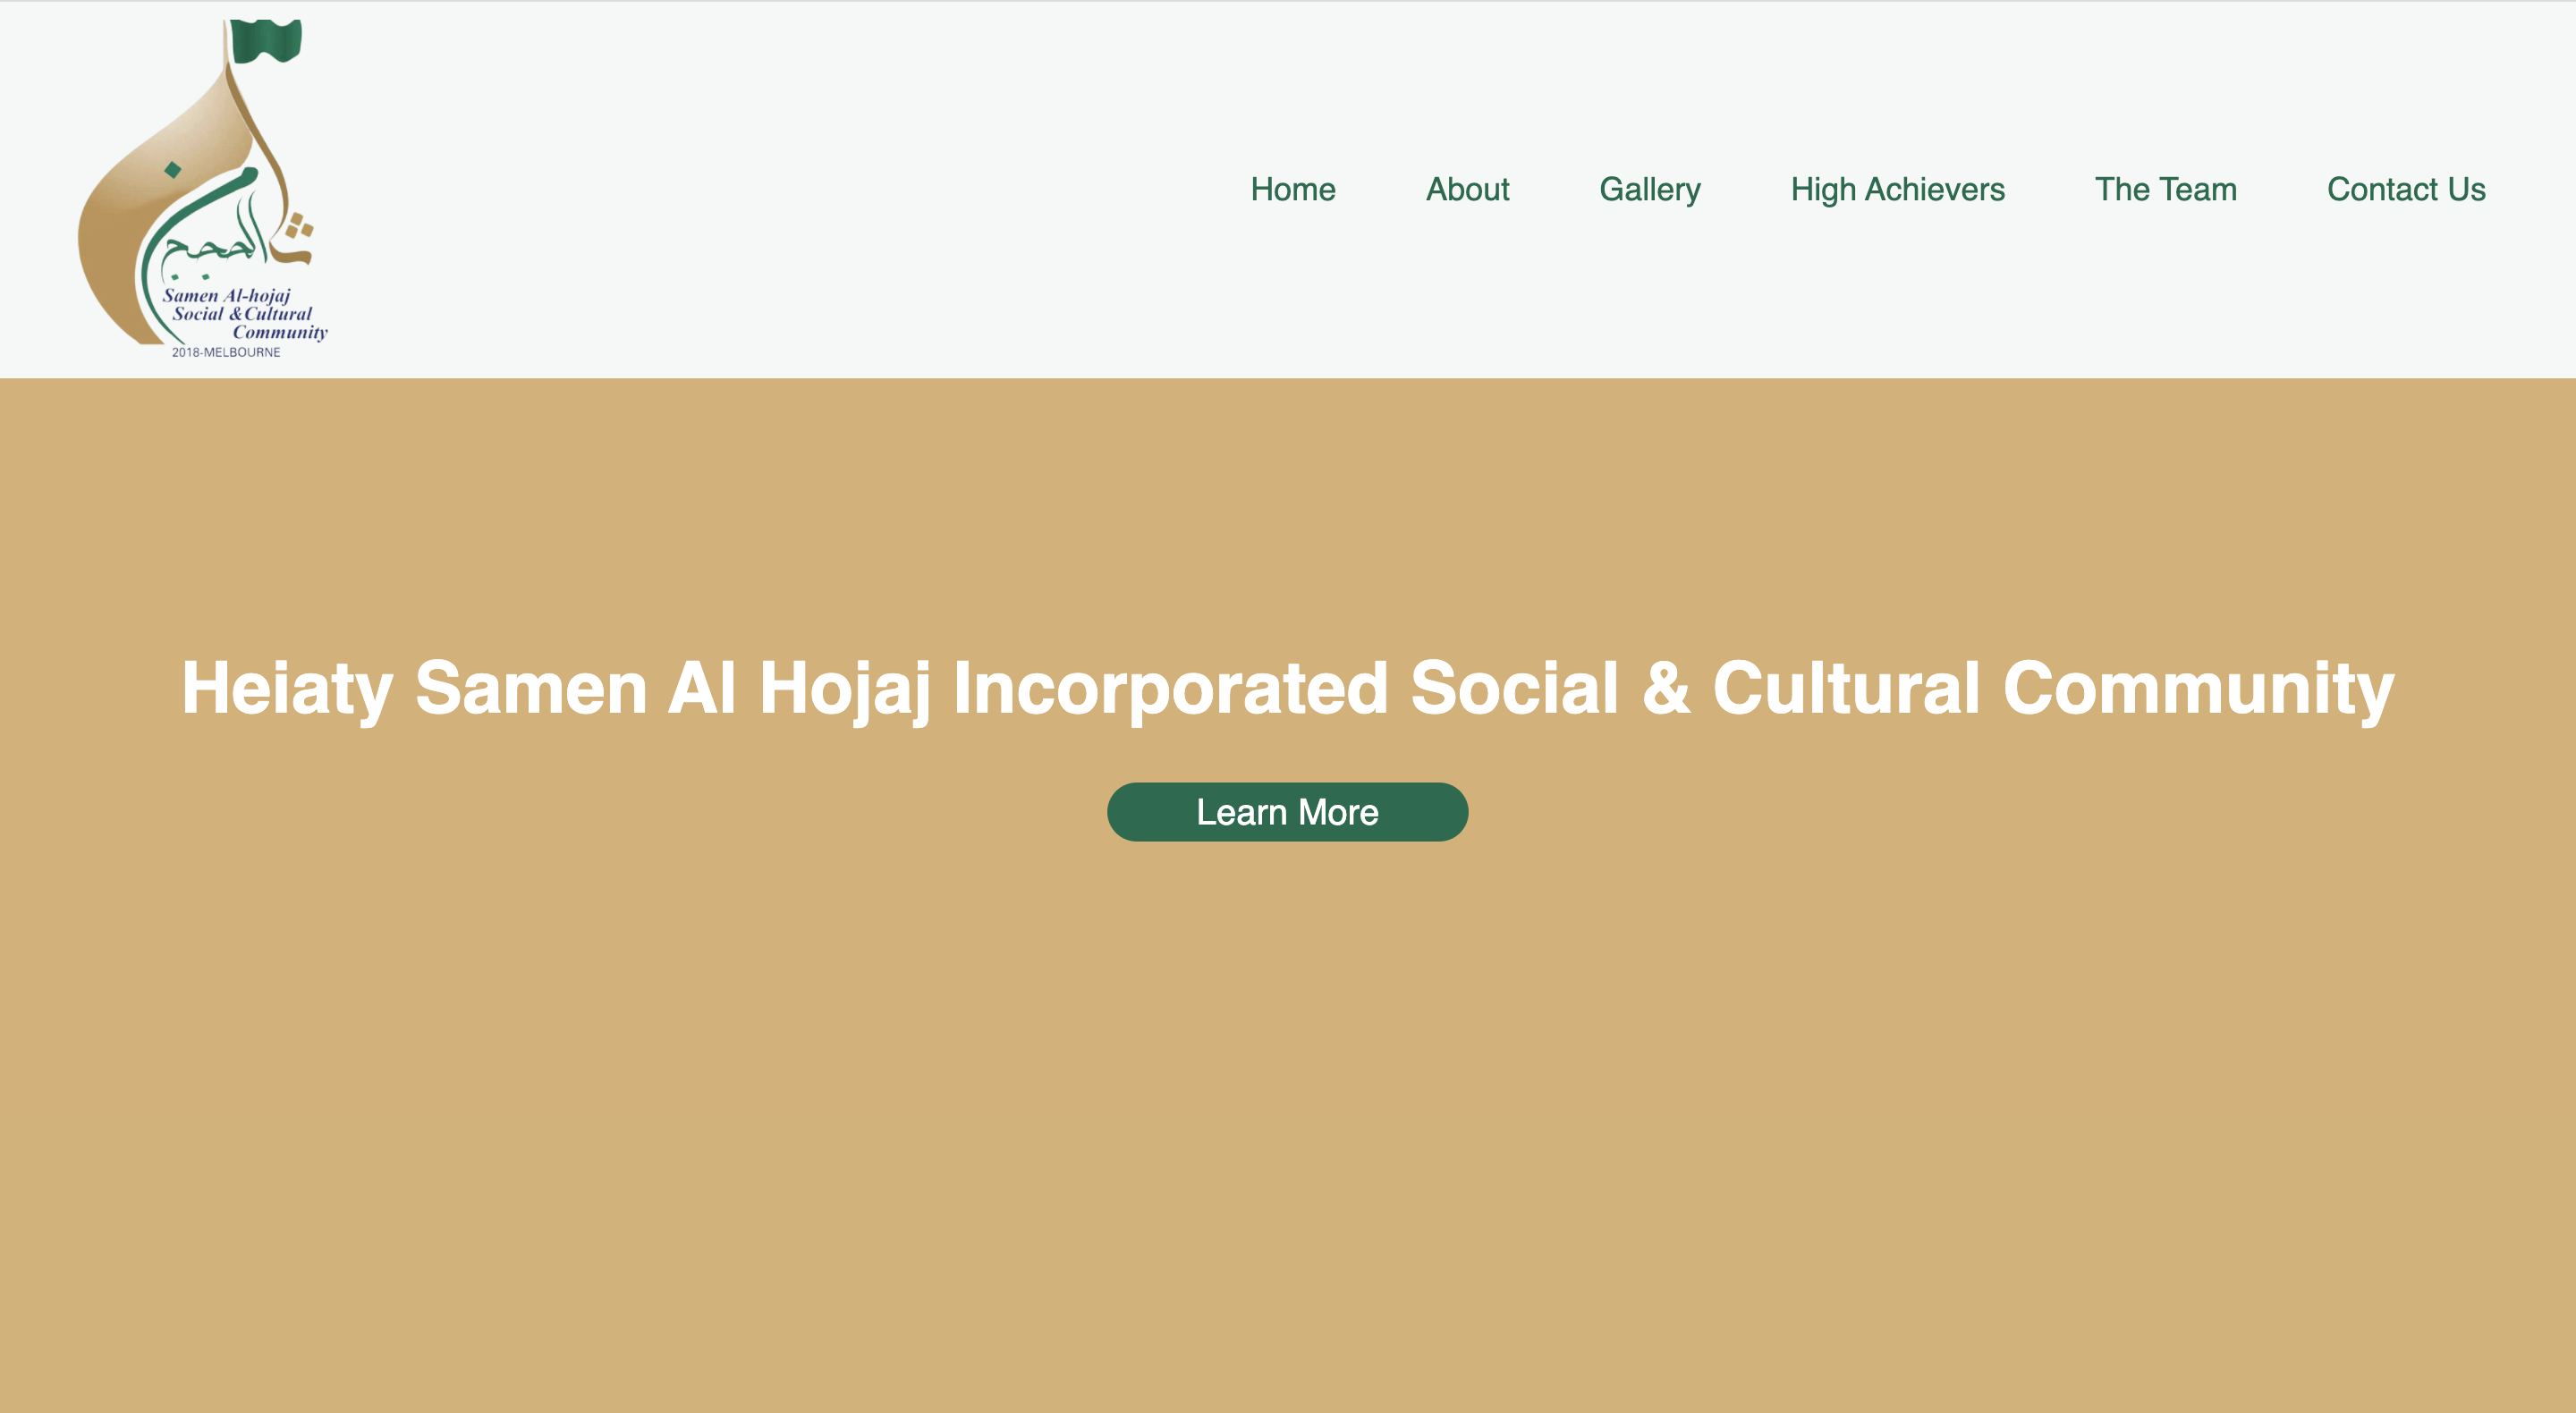 ثامن الحجج
Samen Al-hojaj
Social &Cultural
Community
2018-MELBOURNE
Home About Gallery High Achievers The Team Contact Us
Heiaty Samen Al Hojaj Incorporated Social & Cultural Community
Learn More